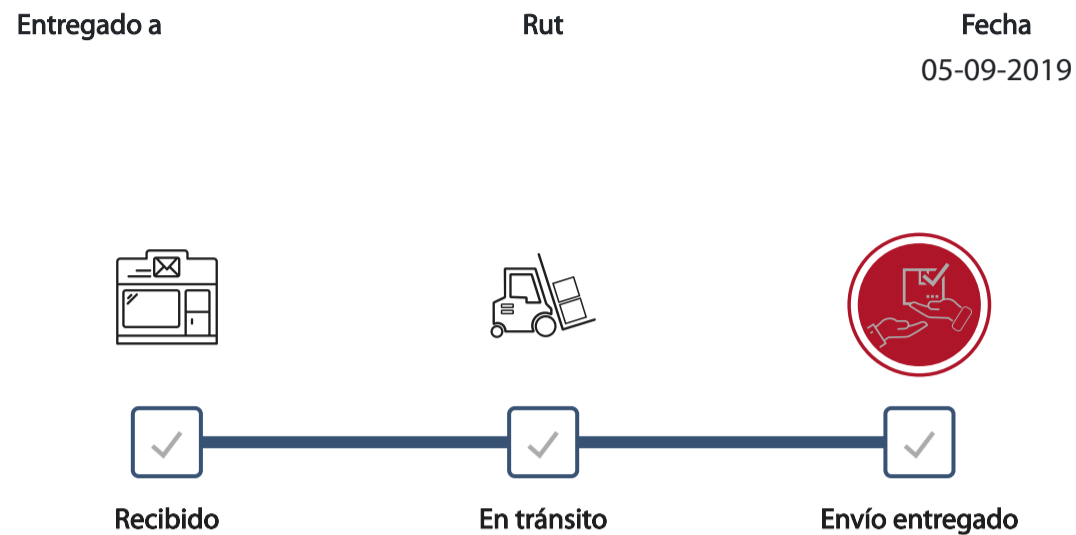 Entregado a Rut Fecha
05-09-2019
Recibido En tránsito Envío entregado